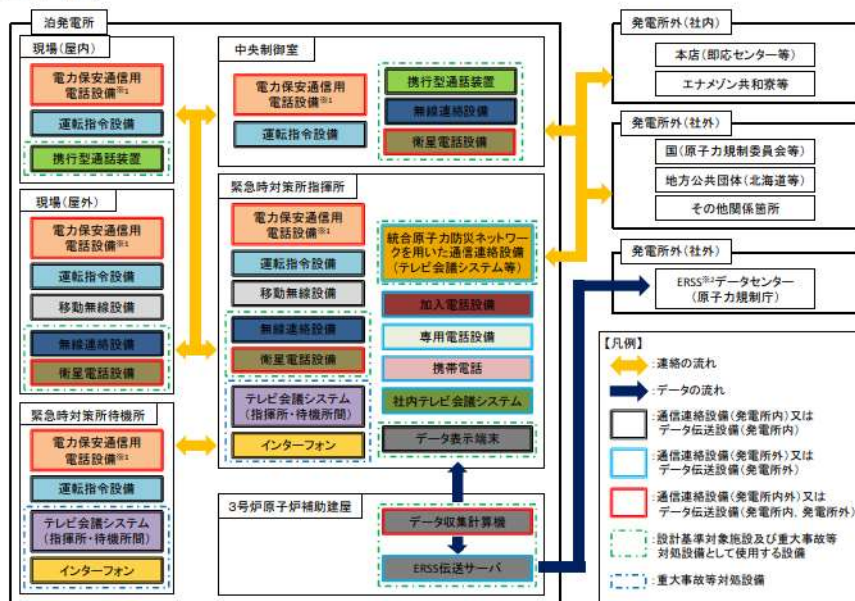 泊発電所
現場(屋内)
電力保安通信用
電話設備※1
運転指令設備
携行型通話装置
現場(屋外)
電力保安通信用
電話設備※1
運転指令設備
移動無線設備
無線連絡設備
衛星電話設備
緊急時対策所待機所
電力保安通信用
電話設備※1
運転指令設備
テレビ会議システム
(指揮所・待機所間)
インターフォン
中央制御室
電力保安通信用
電話設備※1
運転指令設備
携行型通話装置
無線連絡設備
衛星電話設備
緊急時対策所指揮所
電力保安通信用
電話設備※1
運転指令設備
移動無線設備
無線連絡設備
衛星電話設備
テレビ会議システム
(指揮所・待機所間)
インターフォン
統合原子力防災ネットワー
クを用いた通信連絡設備
(テレビ会議システム等)
加入電話設備
専用電話設備
携帯電話
社内テレビ会議システム
データ表示端末
3号炉原子炉補助建屋
データ収集計算機
ERSS伝送サーバ
発電所外(社内)
本店(即応センター等)
エナメゾン共和寮等
発電所外(社外)
国(原子力規制委員会等)
地方公共団体(北海道等)
その他関係箇所
発電所外(社外)
ERSS※2データセンター
(原子力規制庁)
【凡例】
:連絡の流れ
:データの流れ
:通信連絡設備(発電所内)又は
データ伝送設備(発電所内)
:通信連絡設備(発電所外)又は
データ伝送設備(発電所外)
:通信連絡設備(発電所内外)又は
データ伝送設備(発電所内、発電所外)
:設計基準対象施設及び重大事故等
対処設備として使用する設備
:重大事故等対処設備